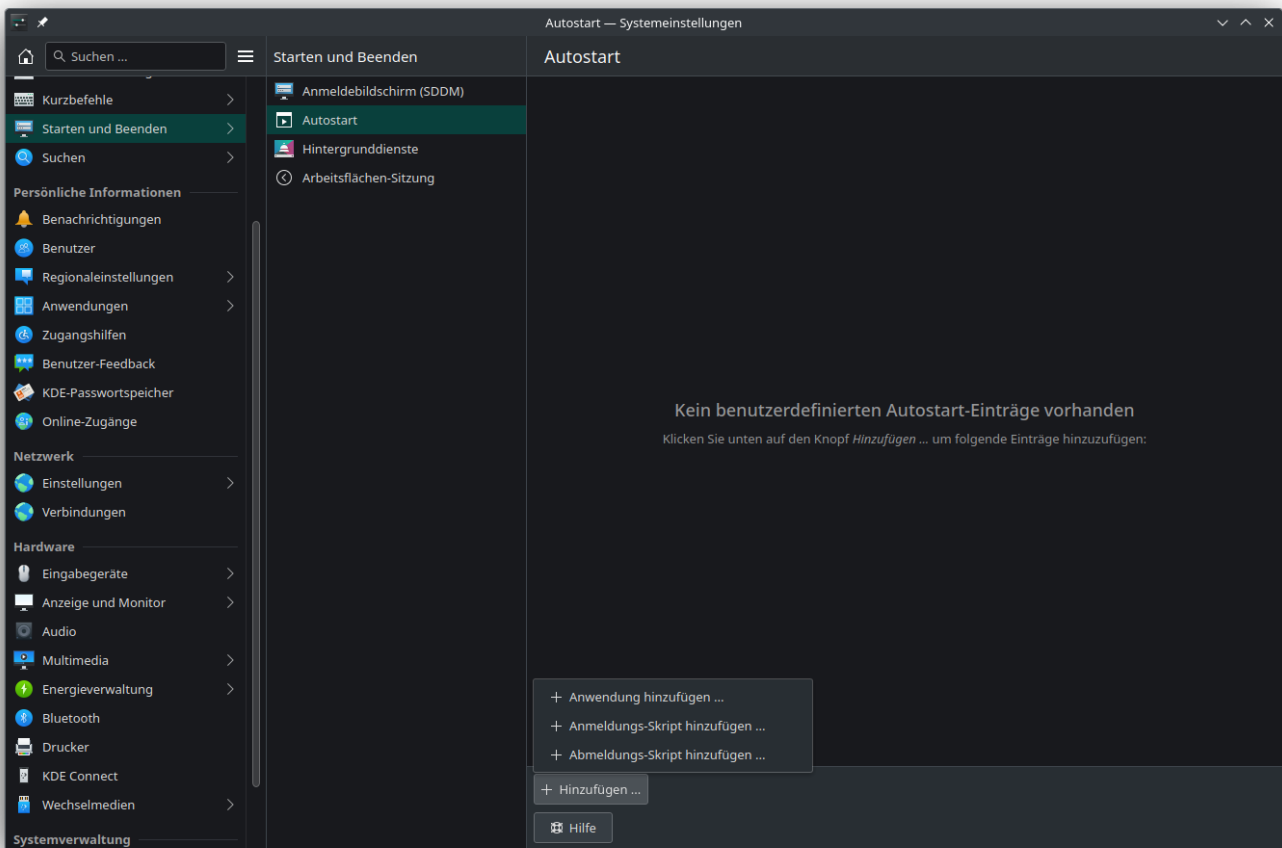 Autostart — Systemeinstellungen
Suchen ...
Starten und Beenden
Autostart
Kurzbefehle
Starten und Beenden
Suchen
Persönliche Informationen
Benachrichtigungen
Benutzer
Regionaleinstellungen
Anwendungen
Zugangshilfen
Benutzer-Feedback
KDE-Passwortspeicher
Online-Zugänge
Netzwerk
Einstellungen
Verbindungen
Hardware
Eingabegeräte
Anzeige und Monitor
Audio
Multimedia
Energieverwaltung
Bluetooth
Drucker
KDE Connect
Wechselmedien
Systemverwaltung
Anmeldebildschirm (SDDM)
Autostart
Hintergrunddienste
Arbeitsflächen-Sitzung
Kein benutzerdefinierten Autostart-Einträge vorhanden
Klicken Sie unten auf den Knopf Hinzufügen ... um folgende Einträge hinzuzufügen:
+ Anwendung hinzufügen ...
+ Anmeldungs-Skript hinzufügen ...
+ Abmeldungs-Skript hinzufügen ...
+ Hinzufügen ...
Hilfe